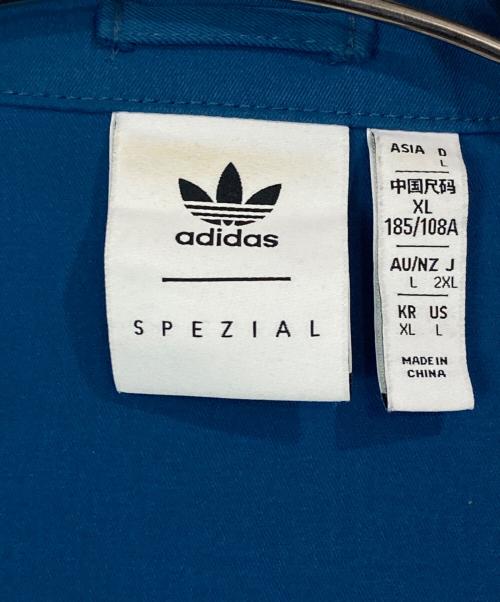 adidas
SPEZIAL
ASIA D
L
中国尺码
XL
185/108A
AU/NZ J
L 2XL
KR US
XL L
MADE IN
CHINA